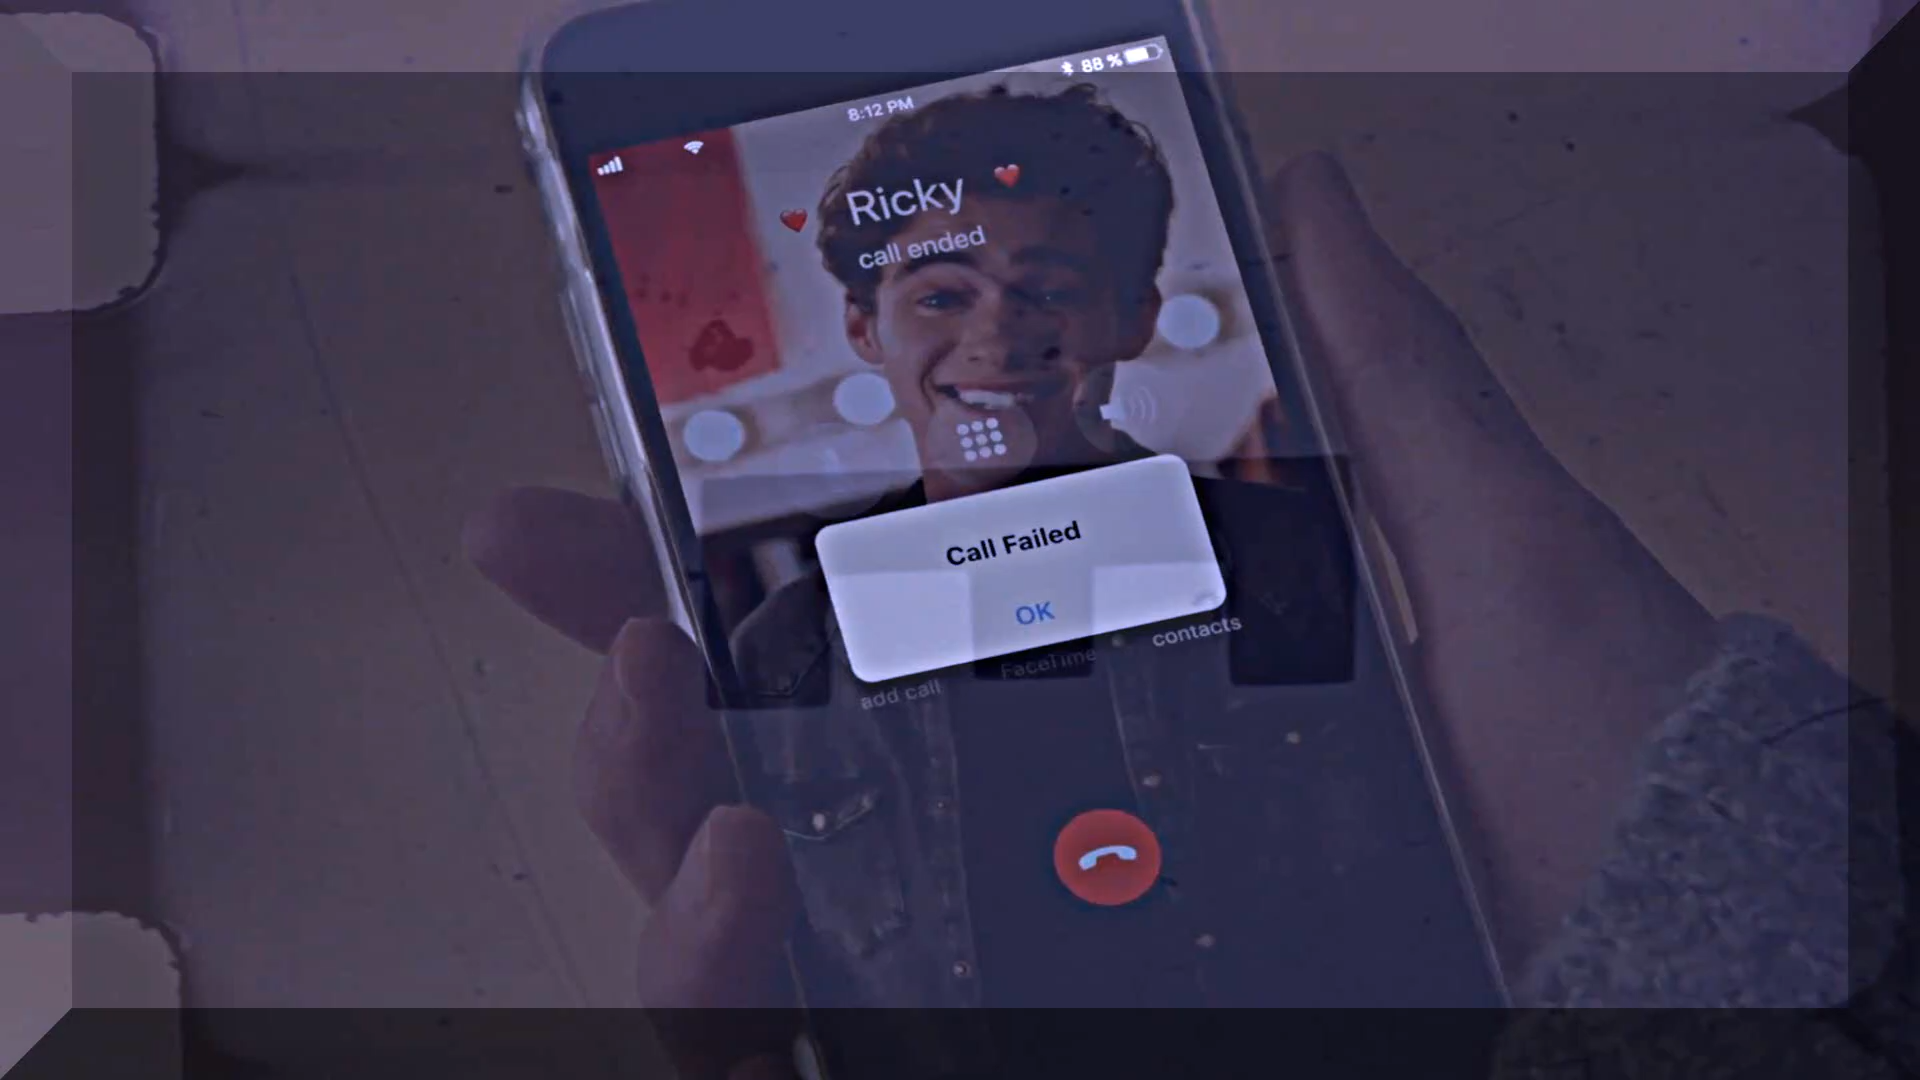 88 %
8:12 PM
Ricky
call ended
Call Failed
OK
contacts
FaceTime
add call